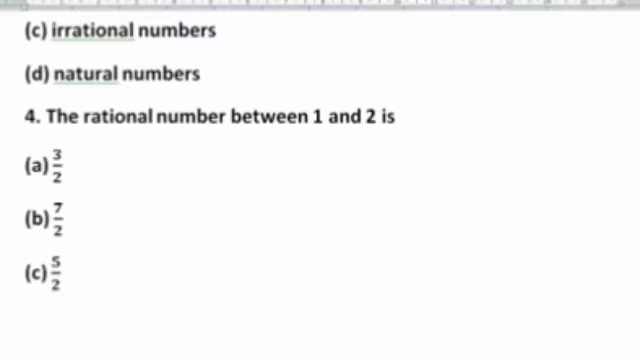 (c) irrational numbers
(d) natural numbers
4. The rational number between 1 and 2 is
(a) 3/2
(b) 7/2
(c) 5/2